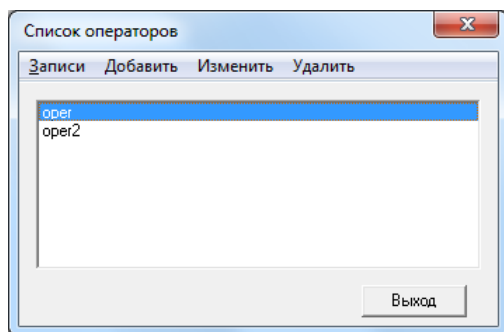 Список операторов
Записи Добавить Изменить Удалить
oper
oper2
Выход